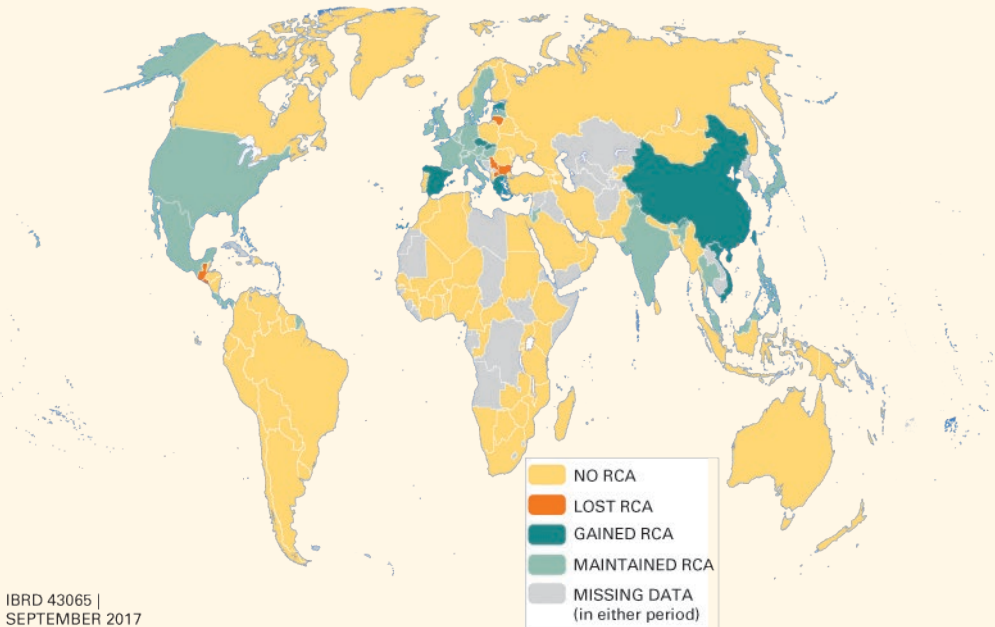 NO RCA
LOST RCA
GAINED RCA
MAINTAINED RCA
MISSING DATA
(in either period)
IBRD 43065 |
SEPTEMBER 2017